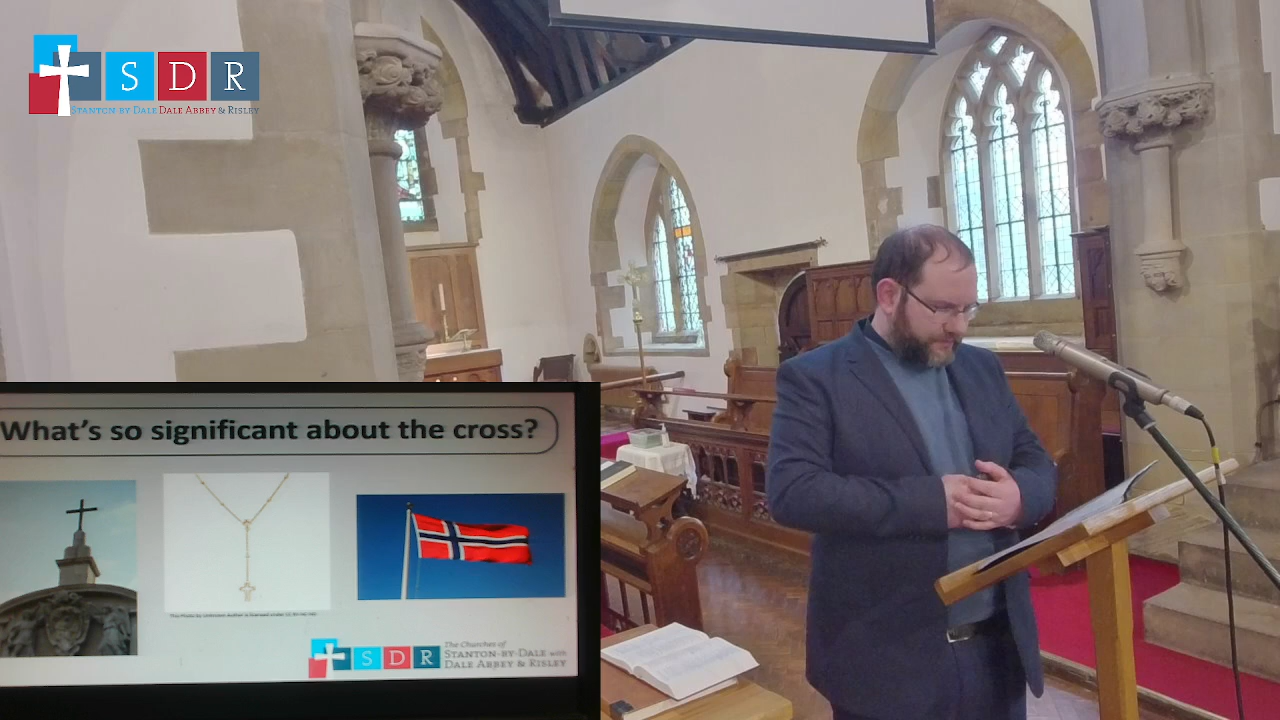 SDR
STANTON-BY-DALE DALE ABBEY & RISLEY
What's so significant about the cross?
SDR
The Churches of
STANTON-BY-DALE with
DALE ABBEY & RISLEY